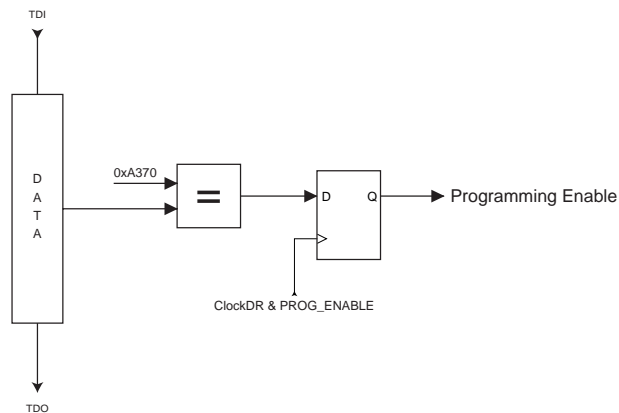 TDI
0xA370
D
A
T
A
=
D Q
Programming Enable
ClockDR & PROG_ENABLE
TDO